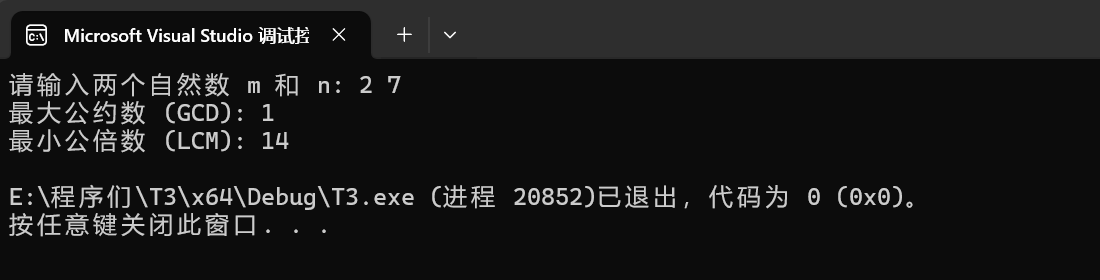 Microsoft Visual Studio 调试控
请输入两个自然数 m 和 n: 2 7
最大公约数 (GCD): 1
最小公倍数 (LCM): 14
E:\程序们\T3\x64\Debug\T3.exe (进程 20852)已退出，代码为 0 (0x0)。
按任意键关闭此窗口. . .